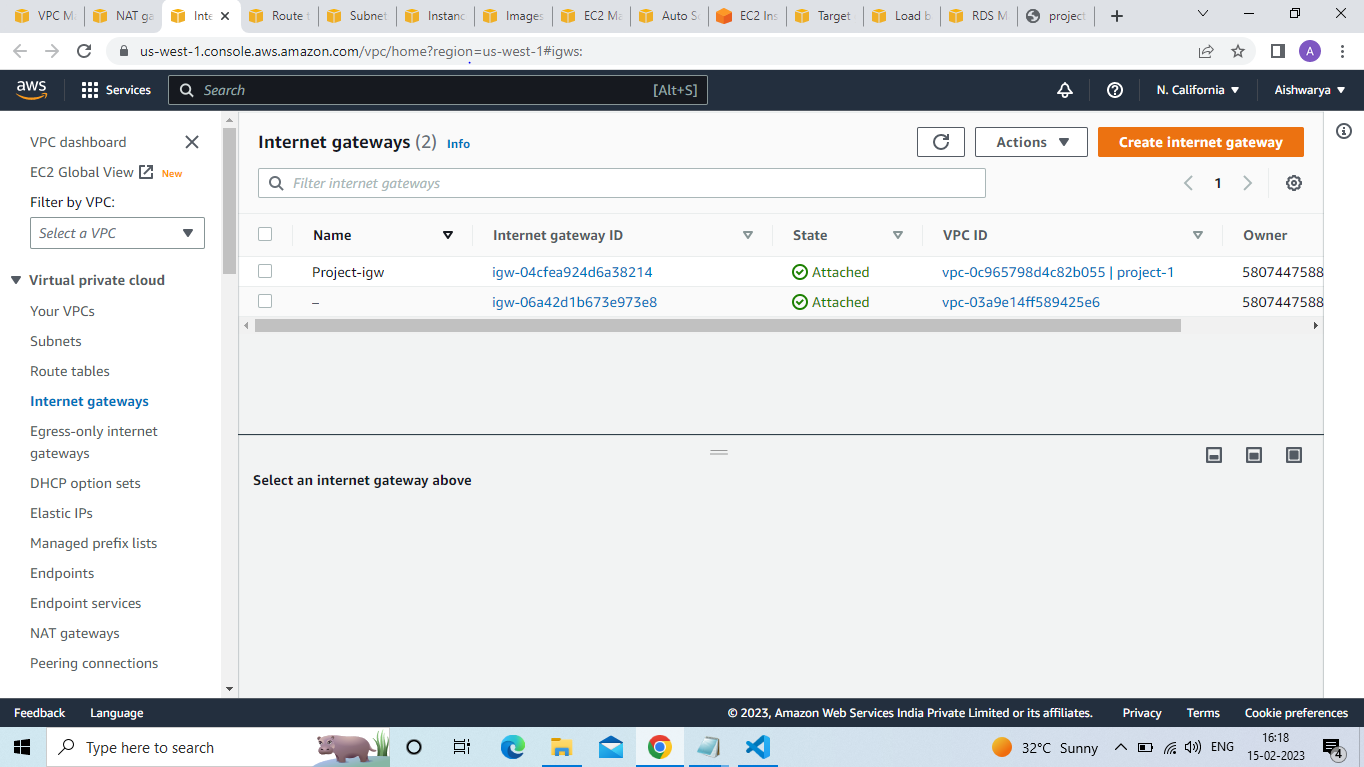 VPC M
NAT ga
Inte
Route t
Subnet
Instanc
Images
EC2 Ma
Auto S
EC2 Ins
Target
Load b
RDS M
project
us-west-1.console.aws.amazon.com/vpc/home?region=us-west-1#igws:
A
aws
Services
Search
[Alt+S]
N. California
Aishwarya
VPC dashboard
EC2 Global View New
Filter by VPC:
Select a VPC
Virtual private cloud
Your VPCs
Subnets
Route tables
Internet gateways
Egress-only internet
gateways
DHCP option sets
Elastic IPs
Managed prefix lists
Endpoints
Endpoint services
NAT gateways
Peering connections
Internet gateways (2) Info
Actions
Create internet gateway
Filter internet gateways
1
Name Internet gateway ID State VPC ID Owner
Project-igw igw-04cfea924d6a38214 Attached vpc-0c965798d4c82b055 | project-1 5807447588
– igw-06a42d1b673e973e8 Attached vpc-03a9e14ff589425e6 5807447588
Select an internet gateway above
Feedback Language © 2023, Amazon Web Services India Private Limited or its affiliates. Privacy Terms Cookie preferences
Type here to search
32°C Sunny
ENG
16:18
15-02-2023
4